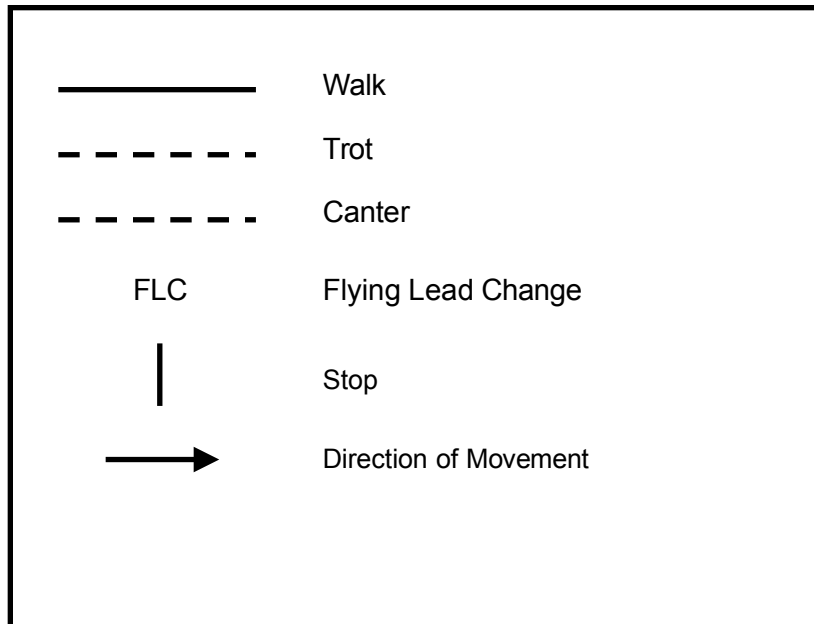 Walk
Trot
Canter
FLC Flying Lead Change
Stop
Direction of Movement